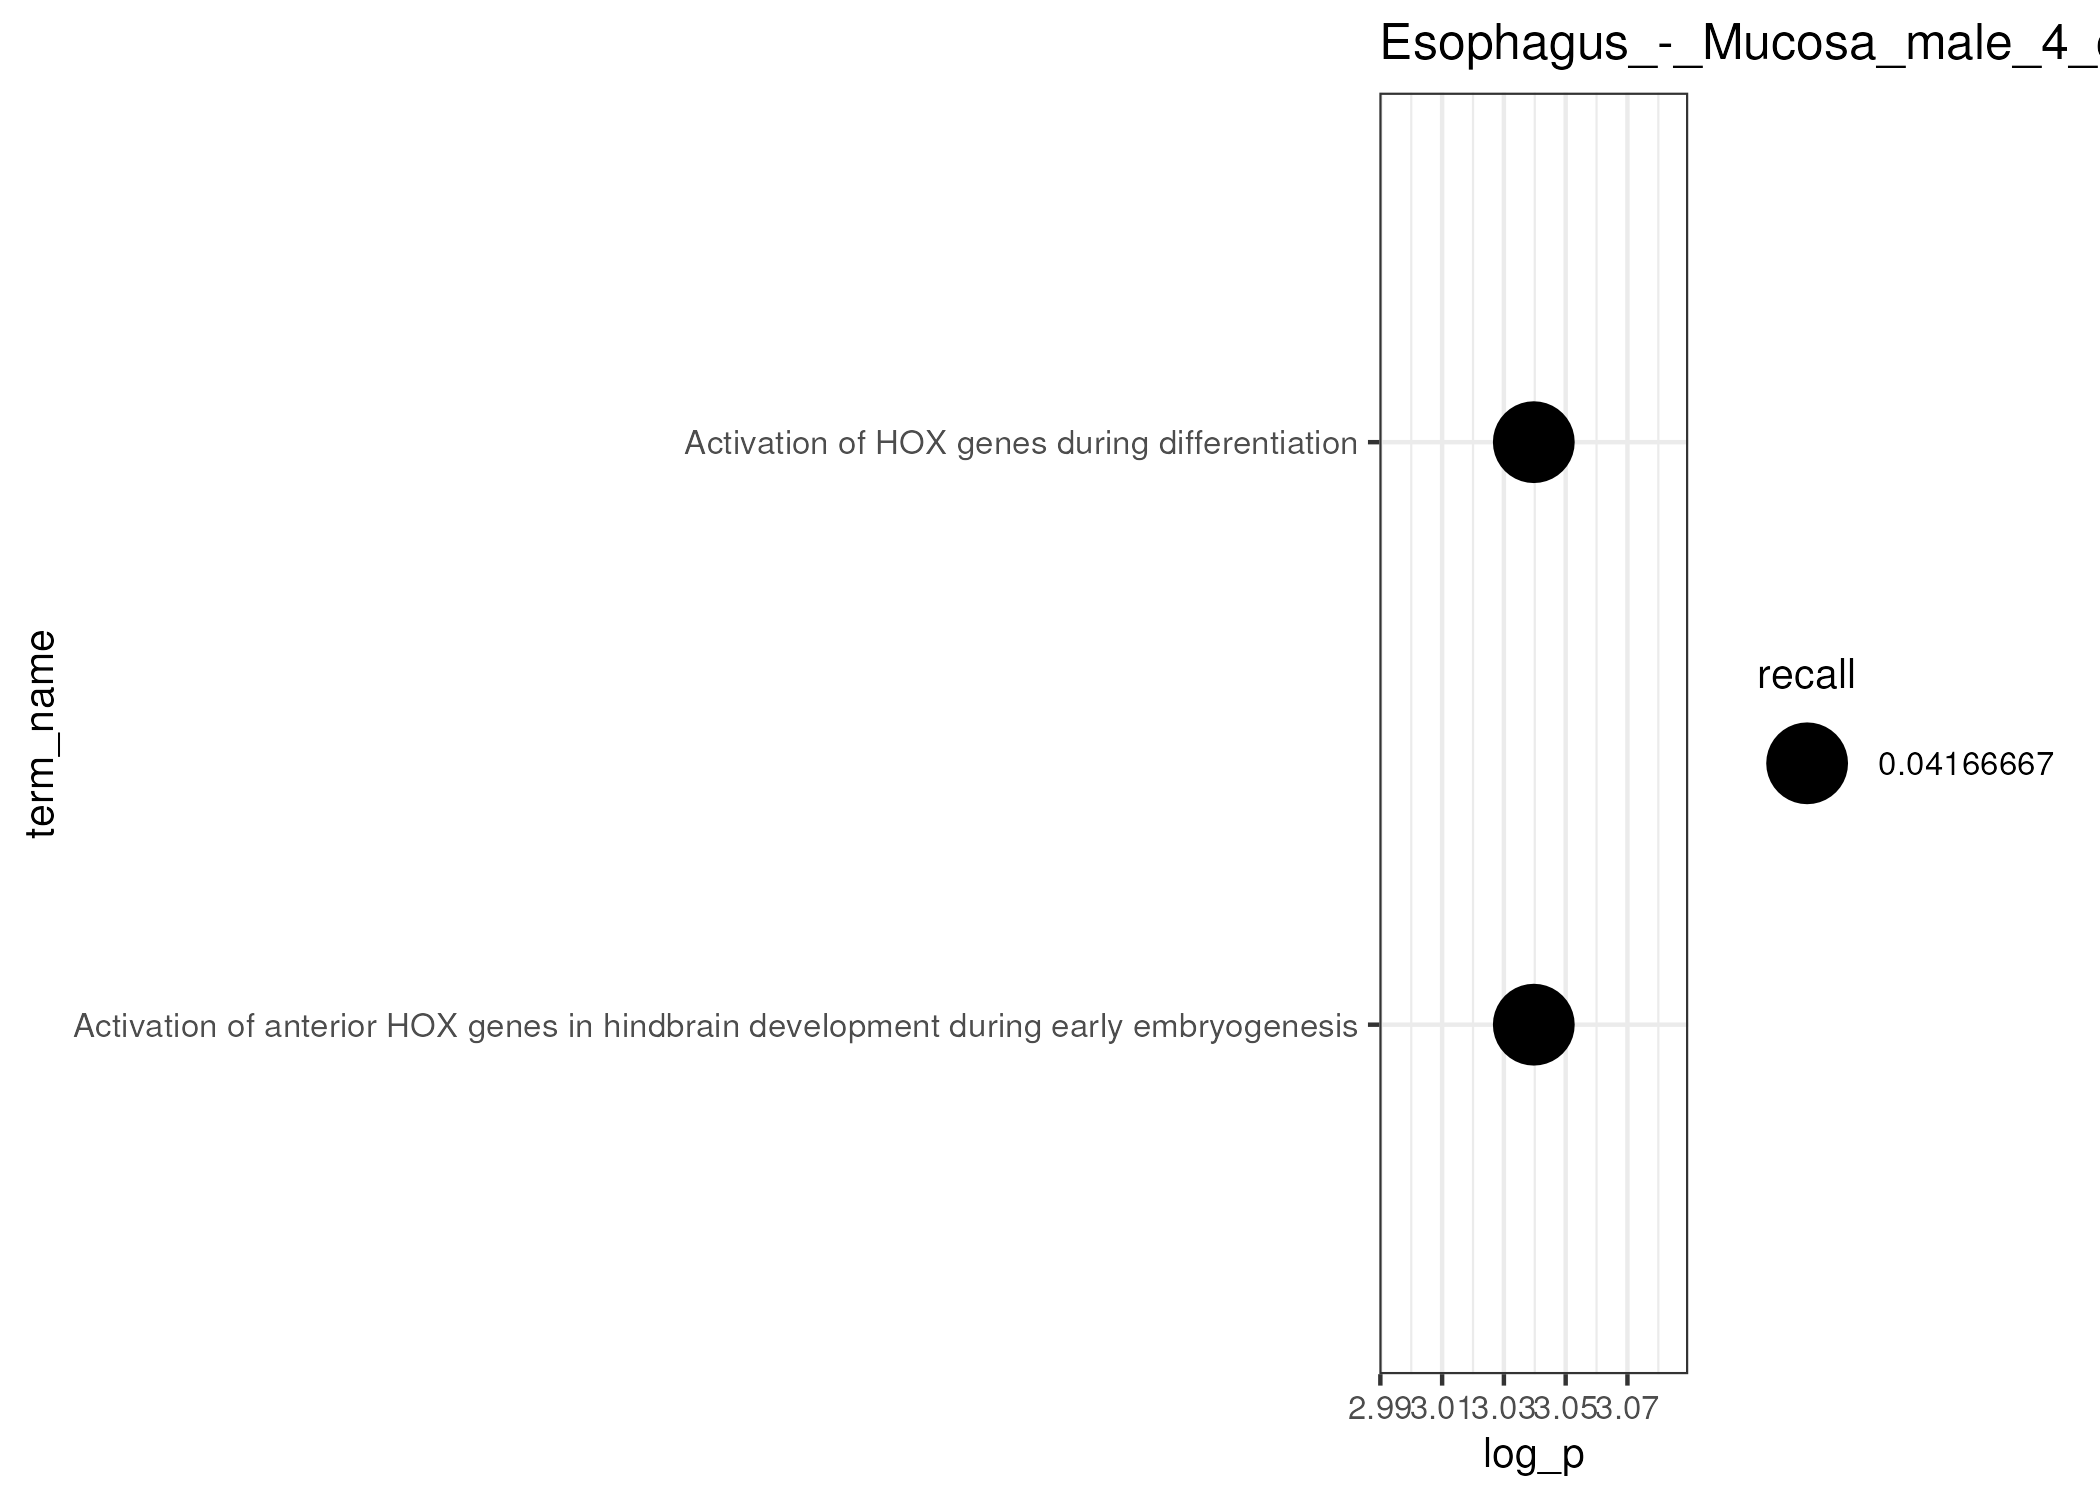 Esophagus_-_Mucosa_male_4_
term_name
Activation of HOX genes during differentiation
Activation of anterior HOX genes in hindbrain development during early embryogenesis
recall
0.04166667
2.99 3.01 3.03 3.05 3.07
log_p